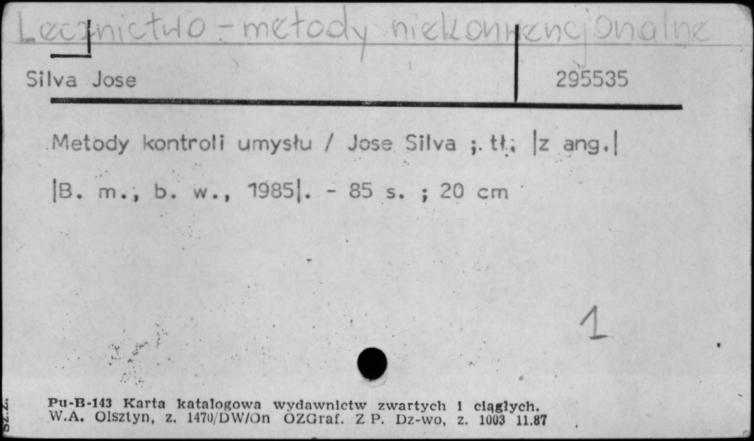 Lecznictwo - metody niekonwencjonalne
Silva Jose 295535
Metody kontroli umysłu / Jose Silva ; tł. |z ang.|
|B. m., b. w., 1985|. - 85 s. ; 20 cm
1
Pu-B-143 Karta katalogowa wydawnictw zwartych i ciągłych.
W.A. Olsztyn, z. 1470/DW/On OZGraf. Z P. Dz-wo, z. 1003 11.87